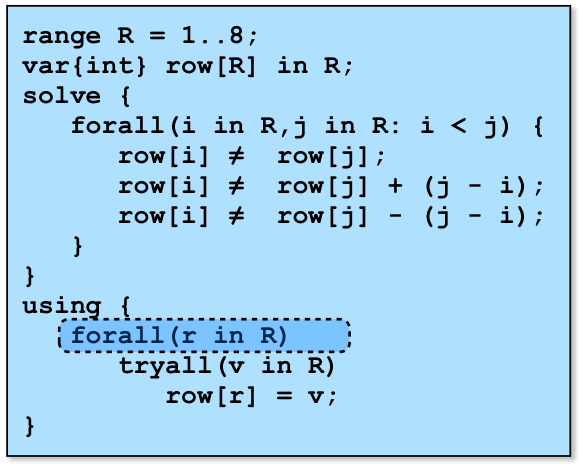 range R = 1..8;
var{int} row[R] in R;
solve {
   forall(i in R,j in R: i < j) {
      row[i] ≠  row[j];
      row[i] ≠  row[j] + (j - i);
      row[i] ≠  row[j] - (j - i);
   }
}
using {
   forall(r in R)
      tryall(v in R)
         row[r] = v;
}